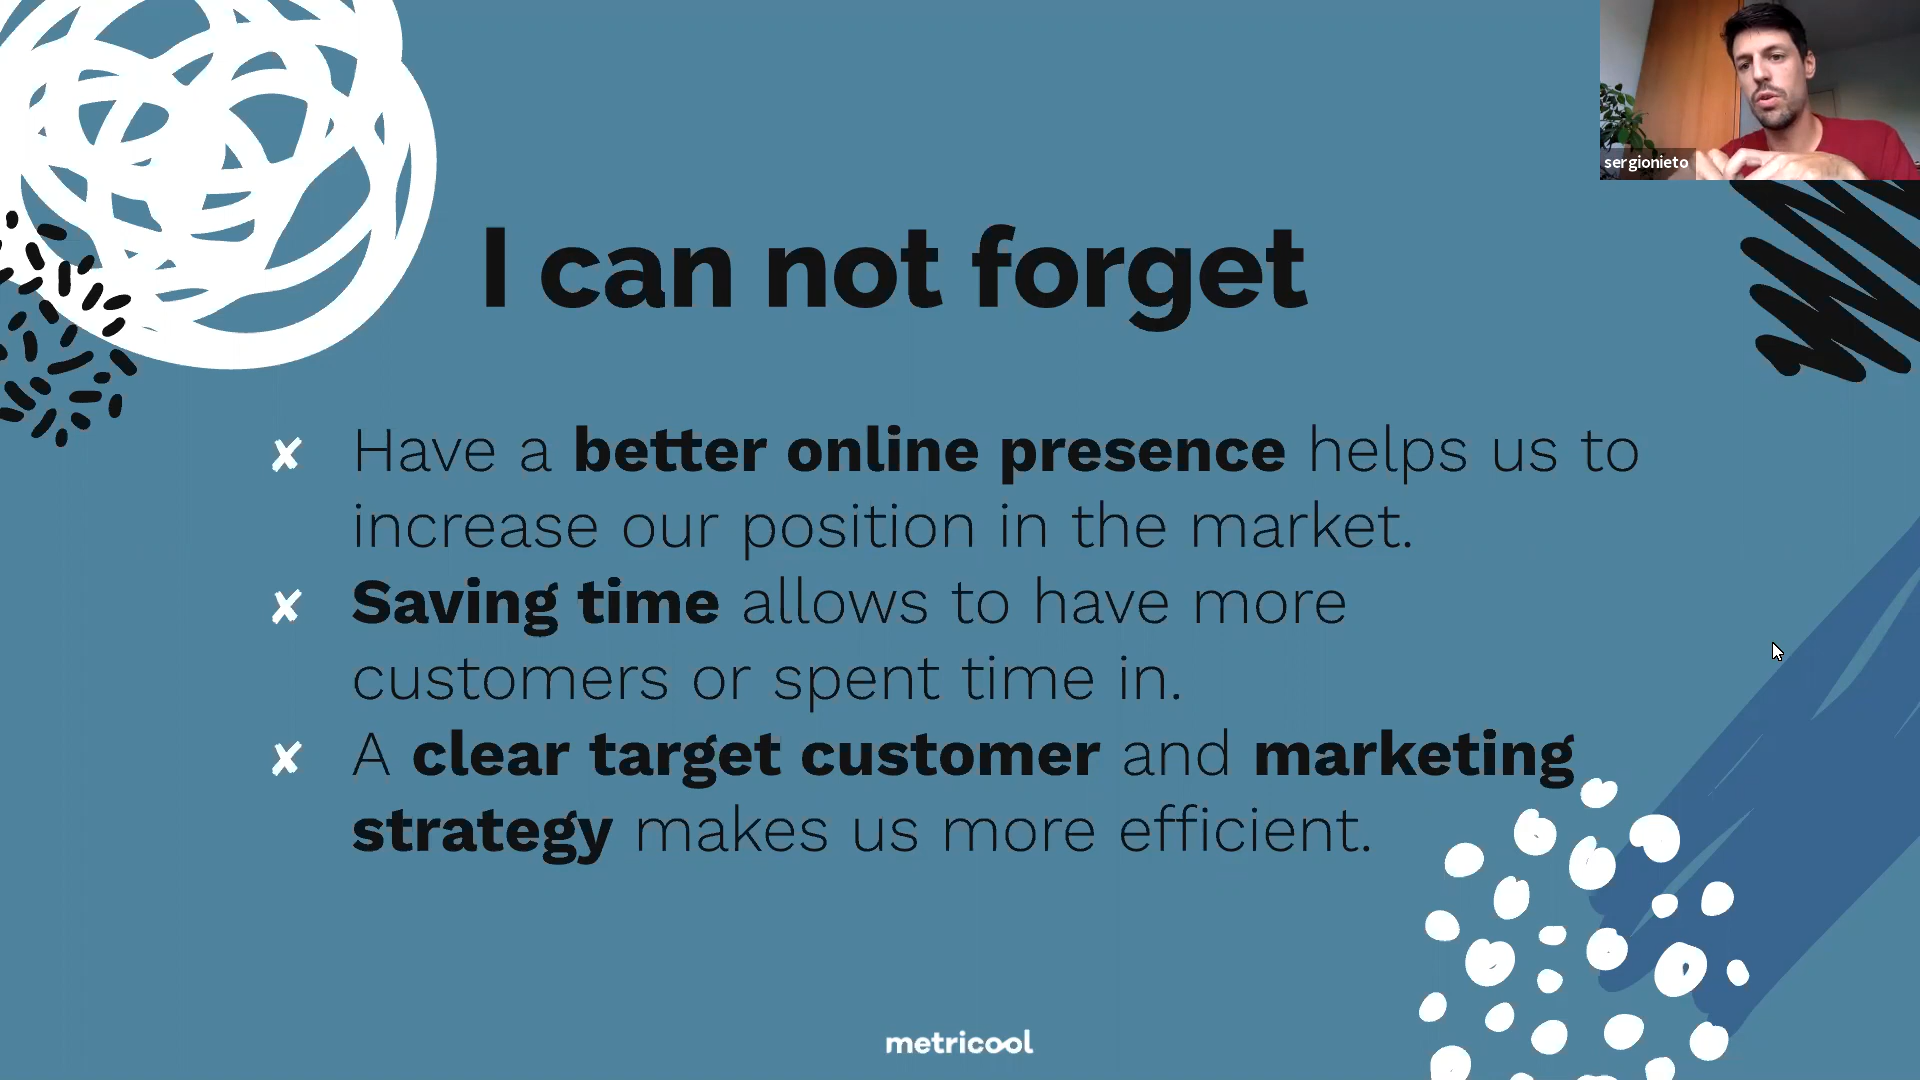 sergionieto
I can not forget
✘ Have a better online presence helps us to
increase our position in the market.
✘ Saving time allows to have more
customers or spent time in.
✘ A clear target customer and marketing
strategy makes us more efficient.
metricool